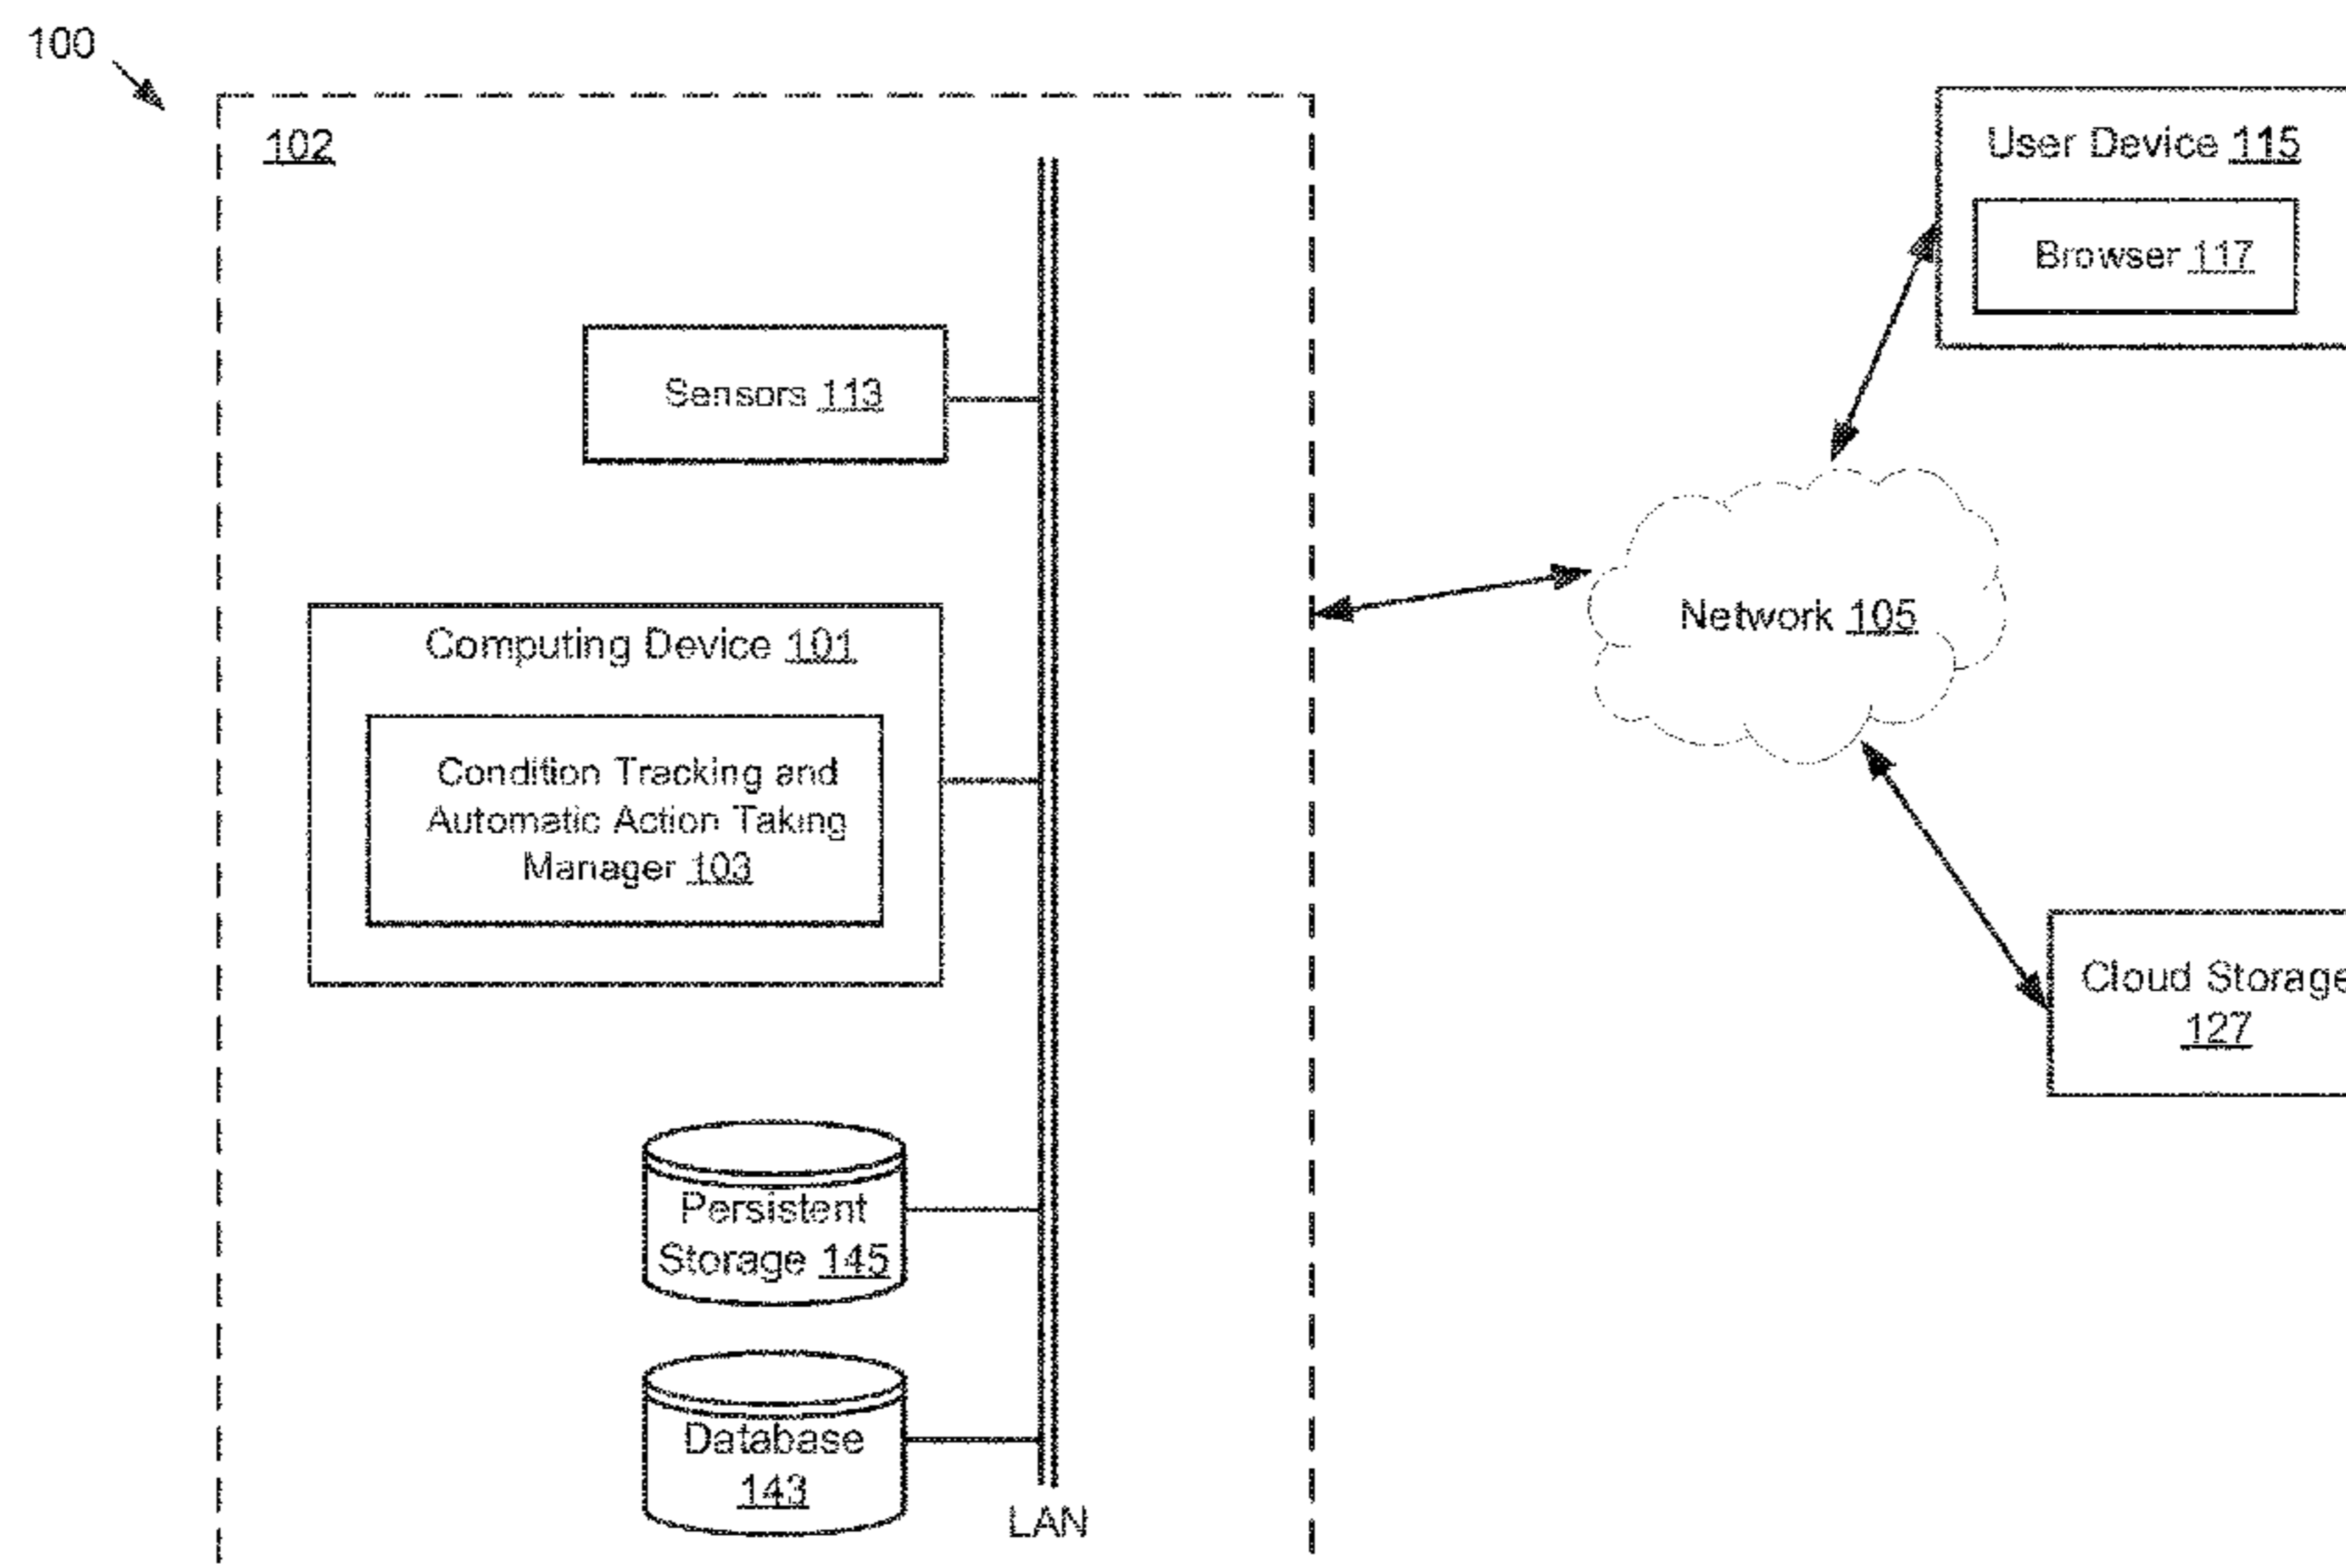 100
102
User Device 115
Browser 117
Sensors 113
Network 105
Computing Device 101
Condition Tracking and
Automatic Action Taking
Manager 103
Cloud Storage
127
Persistent
Storage 145
Database
143
LAN